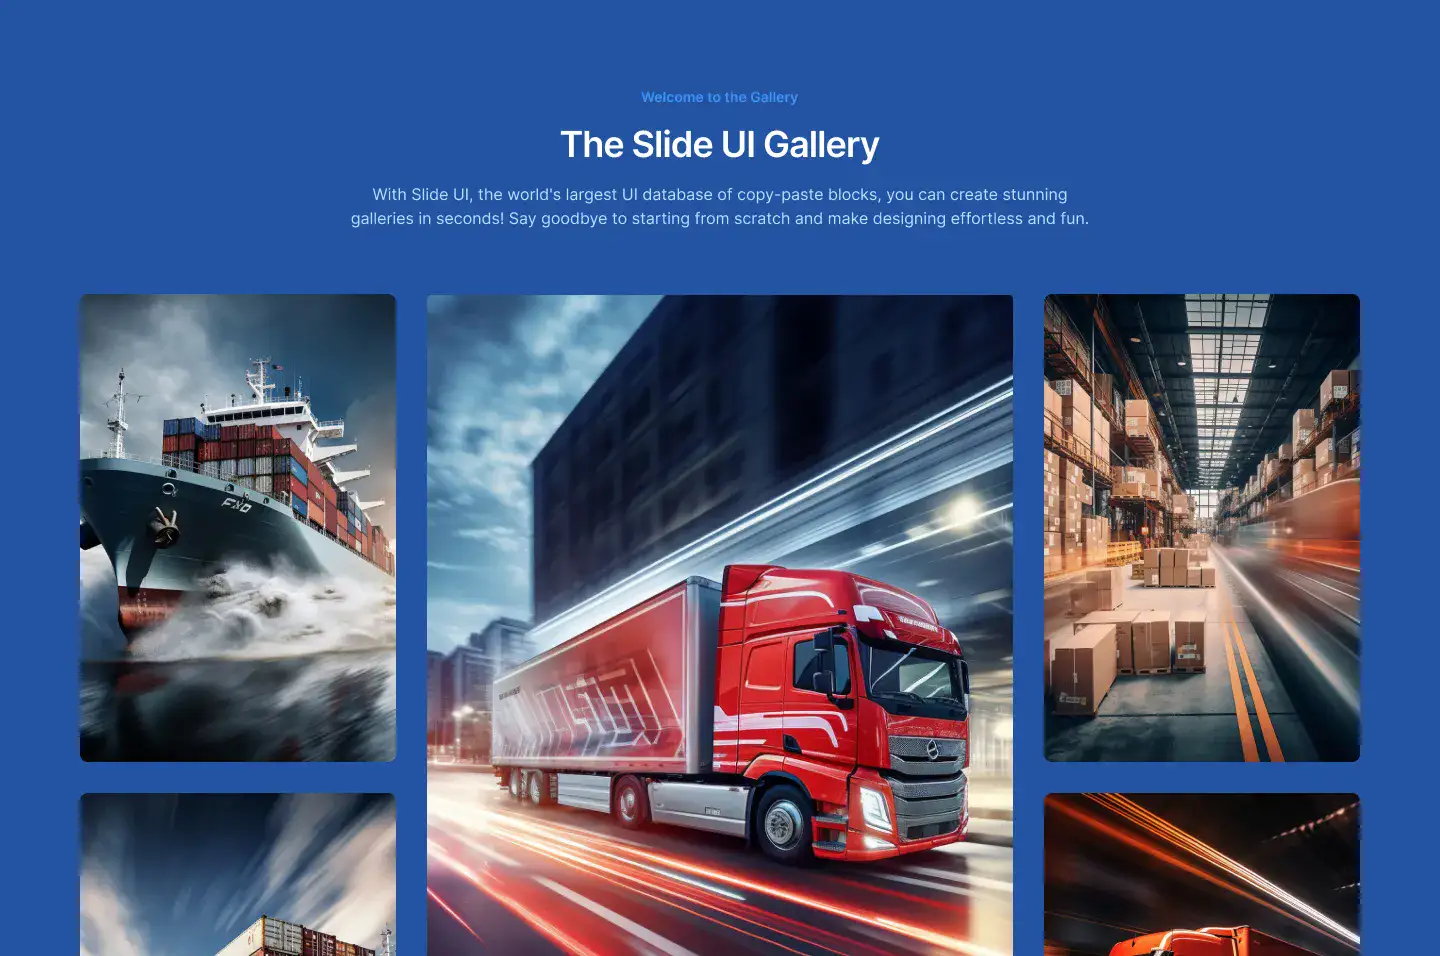 Welcome to the Gallery
The Slide UI Gallery
With Slide UI, the world's largest UI database of copy-paste blocks, you can create stunning
galleries in seconds! Say goodbye to starting from scratch and make designing effortless and fun.
FXO